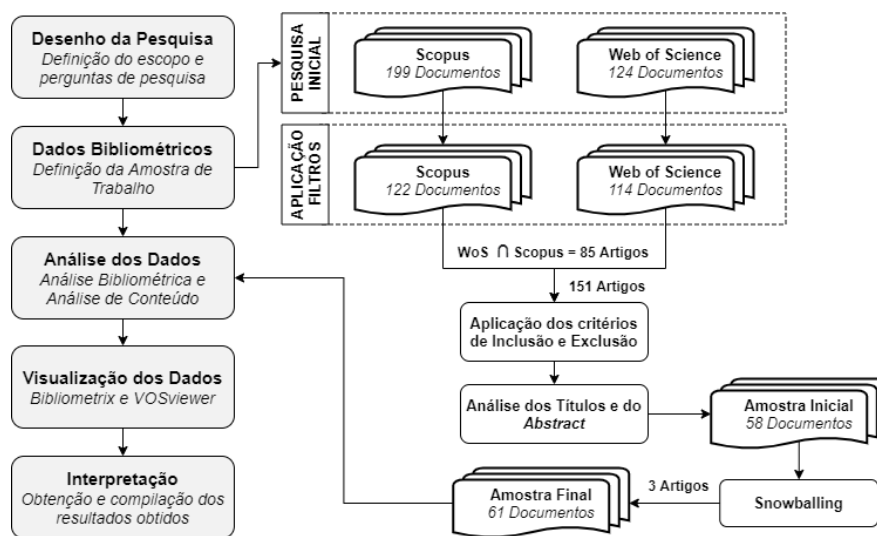 Desenho da Pesquisa
Definição do escopo e
perguntas de pesquisa
Dados Bibliométricos
Definição da Amostra de
Trabalho
Análise dos Dados
Análise Bibliométrica e
Análise de Conteúdo
Visualização dos Dados
Bibliometrix e VOSviewer
Interpretação
Obtenção e compilação dos
resultados obtidos
PESQUISA
INICIAL
Scopus
199 Documentos
Web of Science
124 Documentos
APLICAÇÃO
FILTROS
Scopus
122 Documentos
Web of Science
114 Documentos
WoS ∩ Scopus = 85 Artigos
151 Artigos
Aplicação dos critérios
de Inclusão e Exclusão
Análise dos Títulos e do
Abstract
Amostra Inicial
58 Documentos
Snowballing
3 Artigos
Amostra Final
61 Documentos